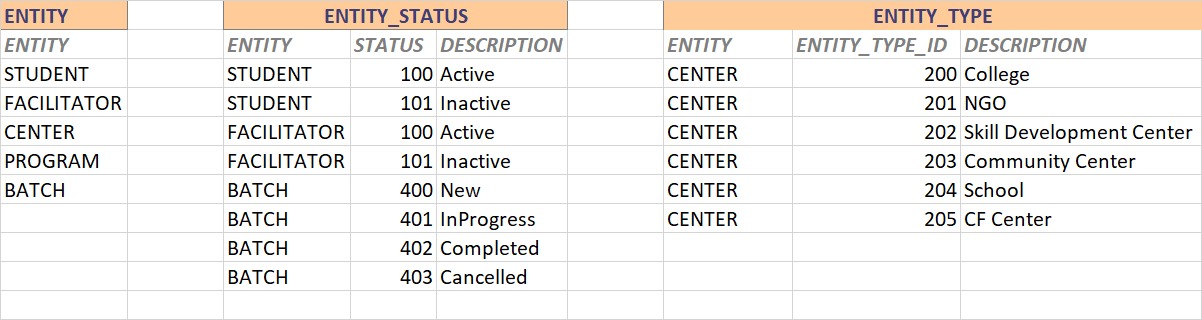 ENTITY ENTITY_STATUS ENTITY_TYPE
ENTITY ENTITY STATUS DESCRIPTION ENTITY ENTITY_TYPE_ID DESCRIPTION
STUDENT STUDENT 100 Active CENTER 200 College
FACILITATOR STUDENT 101 Inactive CENTER 201 NGO
CENTER FACILITATOR 100 Active CENTER 202 Skill Development Center
PROGRAM FACILITATOR 101 Inactive CENTER 203 Community Center
BATCH BATCH 400 New CENTER 204 School
BATCH 401 InProgress CENTER 205 CF Center
BATCH 402 Completed
BATCH 403 Cancelled